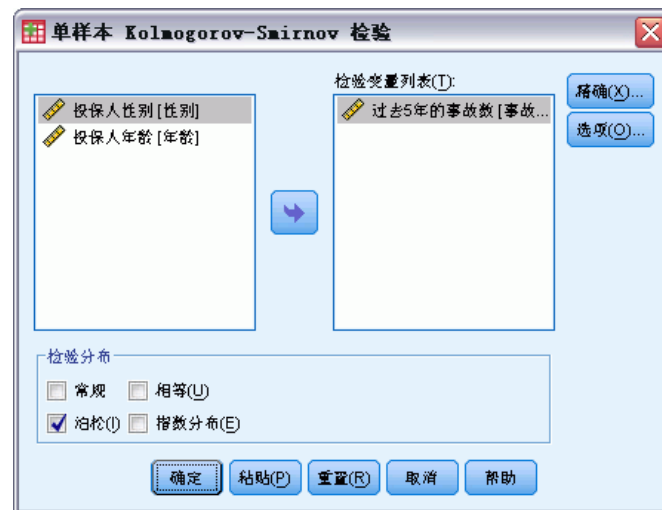 单样本 Kolmogorov-Smirnov 检验
检验变量列表(T):
投保人性别[性别]
投保人年龄[年龄]
过去5年的事故数[事故...
精确(X)...
选项(O)...
检验分布
常规
相等(U)
泊松(I)
指数分布(E)
确定
粘贴(P)
重置(R)
取消
帮助